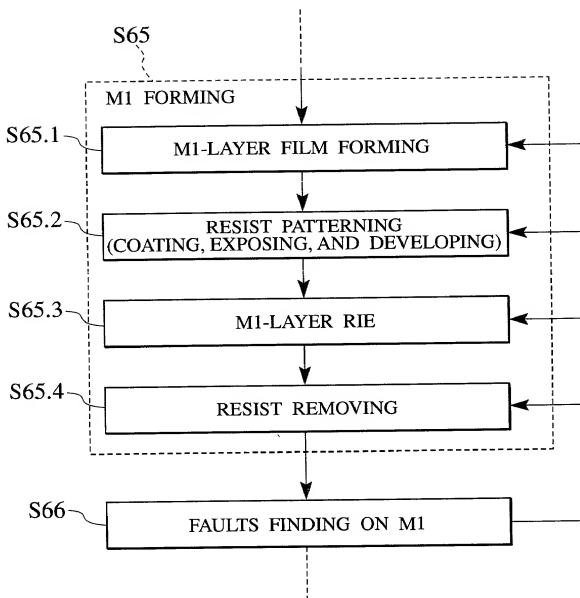 S65
M1 FORMING
S65.1
M1-LAYER FILM FORMING
S65.2
RESIST PATTERNING
(COATING, EXPOSING, AND DEVELOPING)
S65.3
M1-LAYER RIE
S65.4
RESIST REMOVING
S66
FAULTS FINDING ON M1